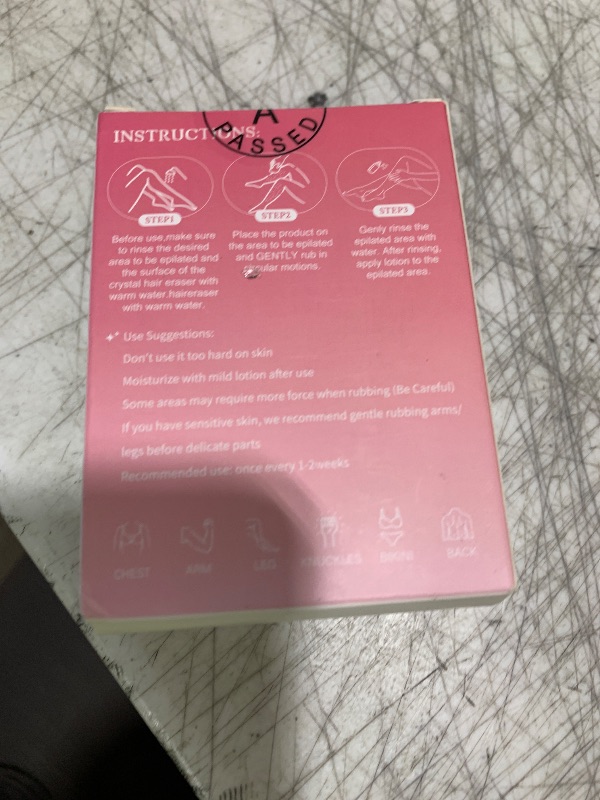 A
PASSED
INSTRUCTIONS:
STEP1
Before use,make sure
to rinse the desired
area to be epilated and
the surface of the
crystal hair eraser with
warm water.haireraser
with warm water.
STEP2
Place the product on
the area to be epilated
and GENTLY rub in
cular motions.
STEP3
Genly rinse the
epilated area with
water. After rinsing,
apply lotion to the
epilated area.
Use Suggestions:
Don't use it too hard on skin
Moisturize with mild lotion after use
Some areas may require more force when rubbing (Be Careful)
If you have sensitive skin, we recommend gentle rubbing arms/
legs before delicate parts
Recommended use: once every 1-2weeks
CHEST
ARM
LEG
KNUCKLES
BIKINI
BACK